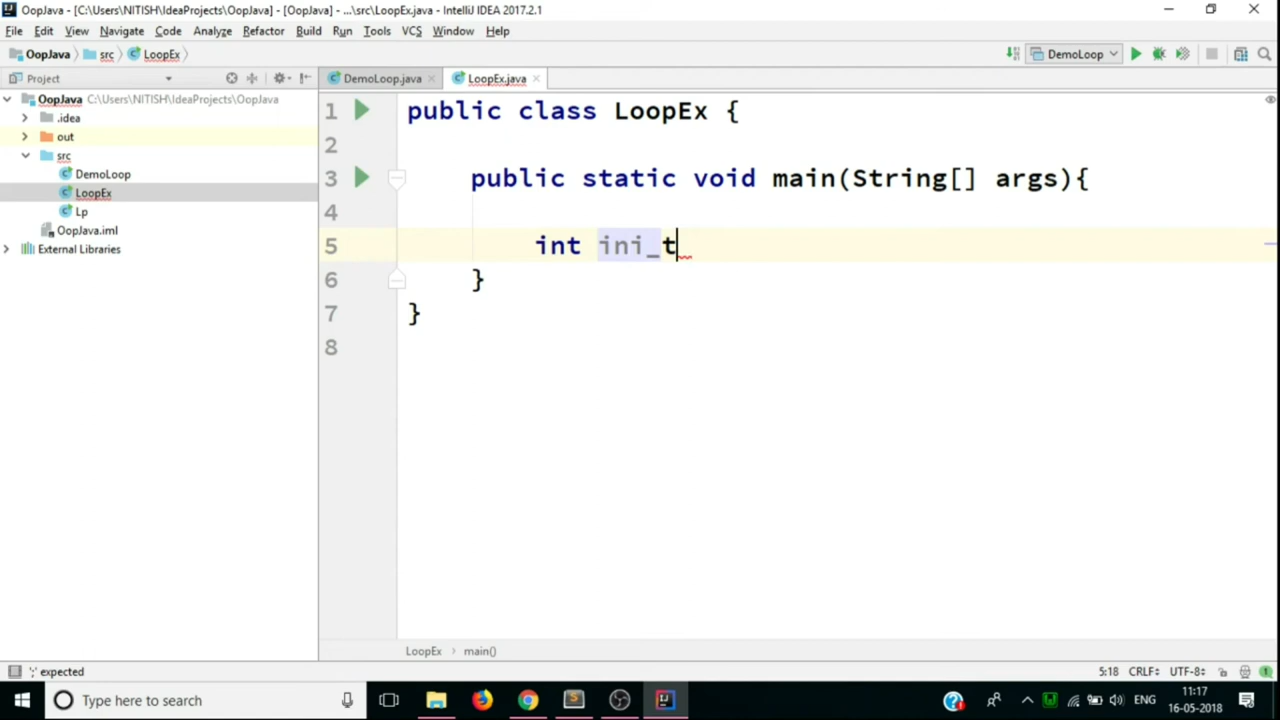 OopJava - [C:\Users\NITISH\IdeaProjects\OopJava] - [OopJava] - ...\src\LoopEx.java - IntelliJ IDEA 2017.2.1
File Edit View Navigate Code Analyze Refactor Build Run Tools VCS Window Help
OopJava src LoopEx DemoLoop
Project DemoLoop.java LoopEx.java
OopJava C:\Users\NITISH\IdeaProjects\OopJava
.idea
out
src
DemoLoop
LoopEx
Lp
OopJava.iml
External Libraries
1 public class LoopEx {
2
3 public static void main(String[] args){
4
5 int ini_t
6 }
7 }
8
LoopEx > main()
';' expected 5:18 CRLF÷ UTF-8÷ 1
Type here to search ENG 11:17
16-05-2018